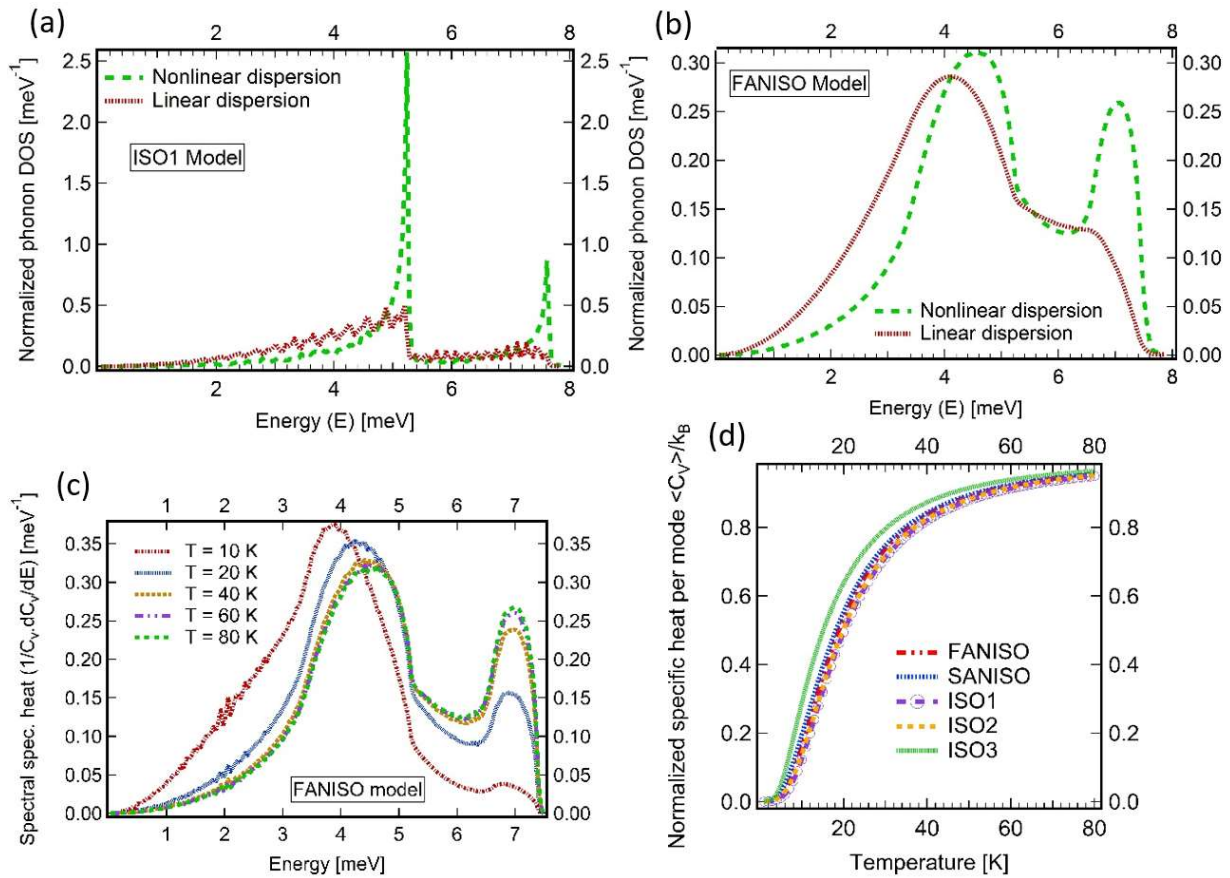 (a)
2 4 6 8
2.5
2.0
1.5
1.0
0.5
0.0
Normalized phonon DOS [meV-1]
Nonlinear dispersion
Linear dispersion
ISO1 Model
2.5
2.0
1.5
1.0
0.5
0.0
2 4 6 8
Energy (E) [meV]
(b)
2 4 6 8
0.30
0.25
0.20
0.15
0.10
0.05
0.00
Normalized phonon DOS [meV-1]
FANISO Model
Nonlinear dispersion
Linear dispersion
0.30
0.25
0.20
0.15
0.10
0.05
0.00
2 4 6 8
Energy (E) [meV]
(c)
1 2 3 4 5 6 7
0.35
0.30
0.25
0.20
0.15
0.10
0.05
0.00
Spectral spec. heat (1/Cv.dCv/dE) [meV-1]
T = 10 K
T = 20 K
T = 40 K
T = 60 K
T = 80 K
FANISO model
0.35
0.30
0.25
0.20
0.15
0.10
0.05
0.00
1 2 3 4 5 6 7
Energy [meV]
(d)
20 40 60 80
0.8
0.6
0.4
0.2
0.0
Normalized specific heat per mode <CV>/kB
FANISO
SANISO
ISO1
ISO2
ISO3
0.8
0.6
0.4
0.2
0.0
20 40 60 80
Temperature [K]